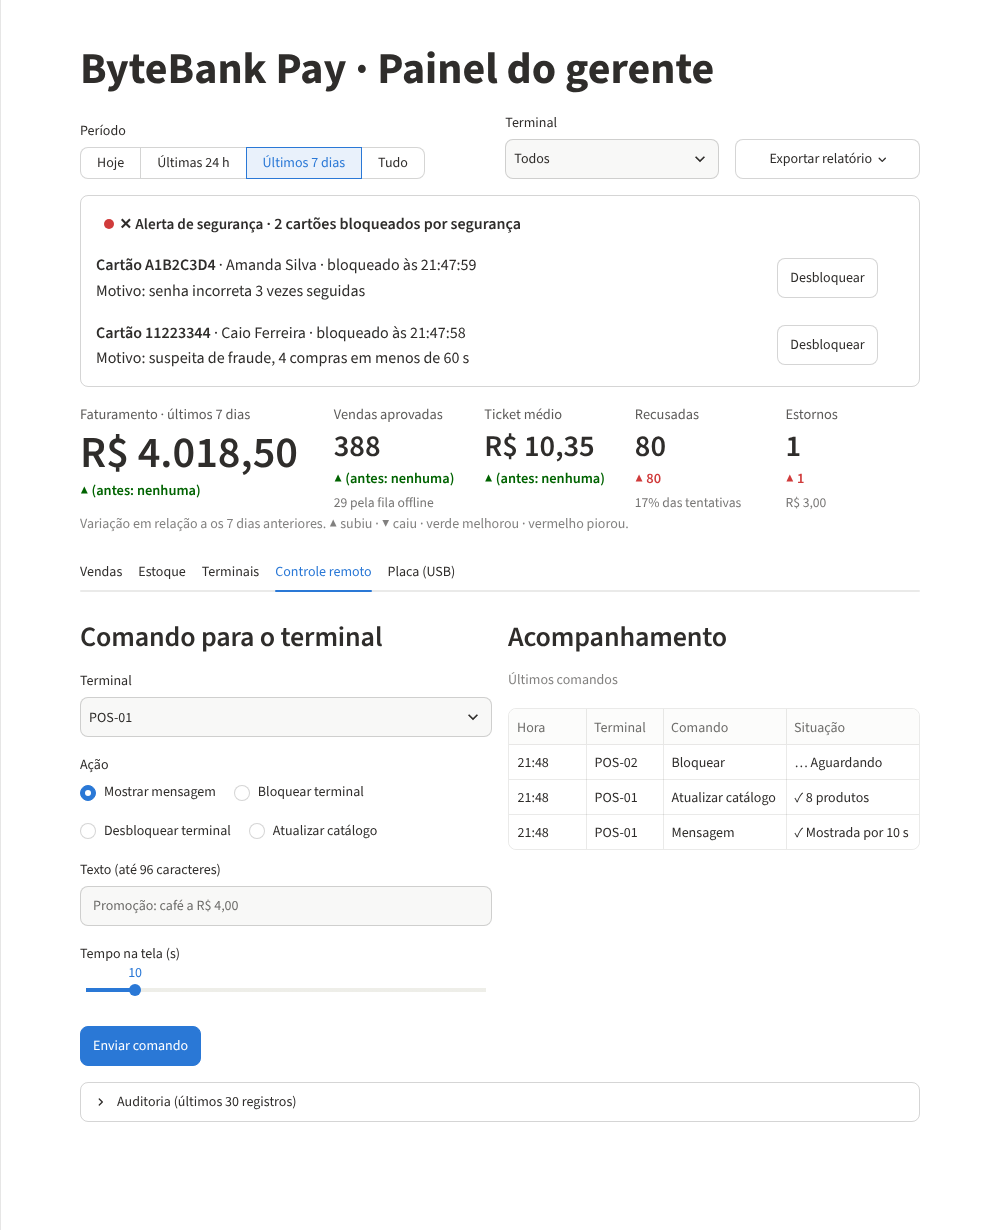 ByteBank Pay · Painel do gerente
Período
Terminal
Hoje
Últimas 24 h
Últimos 7 dias
Tudo
Todos
Exportar relatório
✕ Alerta de segurança · 2 cartões bloqueados por segurança
Cartão A1B2C3D4 · Amanda Silva · bloqueado às 21:47:59
Motivo: senha incorreta 3 vezes seguidas
Desbloquear
Cartão 11223344 · Caio Ferreira · bloqueado às 21:47:58
Motivo: suspeita de fraude, 4 compras em menos de 60 s
Desbloquear
Faturamento · últimos 7 dias
R$ 4.018,50
▲ (antes: nenhuma)
Vendas aprovadas
388
▲ (antes: nenhuma)
29 pela fila offline
Ticket médio
R$ 10,35
▲ (antes: nenhuma)
Recusadas
80
▲ 80
17% das tentativas
Estornos
1
▲ 1
R$ 3,00
Variação em relação a os 7 dias anteriores. ▲ subiu · ▼ caiu · verde melhorou · vermelho piorou.
Vendas
Estoque
Terminais
Controle remoto
Placa (USB)
Comando para o terminal
Terminal
POS-01
Ação
Mostrar mensagem
Bloquear terminal
Desbloquear terminal
Atualizar catálogo
Texto (até 96 caracteres)
Promoção: café a R$ 4,00
Tempo na tela (s)
10
Enviar comando
Acompanhamento
Últimos comandos
Hora Terminal Comando Situação
21:48 POS-02 Bloquear … Aguardando
21:48 POS-01 Atualizar catálogo ✓ 8 produtos
21:48 POS-01 Mensagem ✓ Mostrada por 10 s
Auditoria (últimos 30 registros)